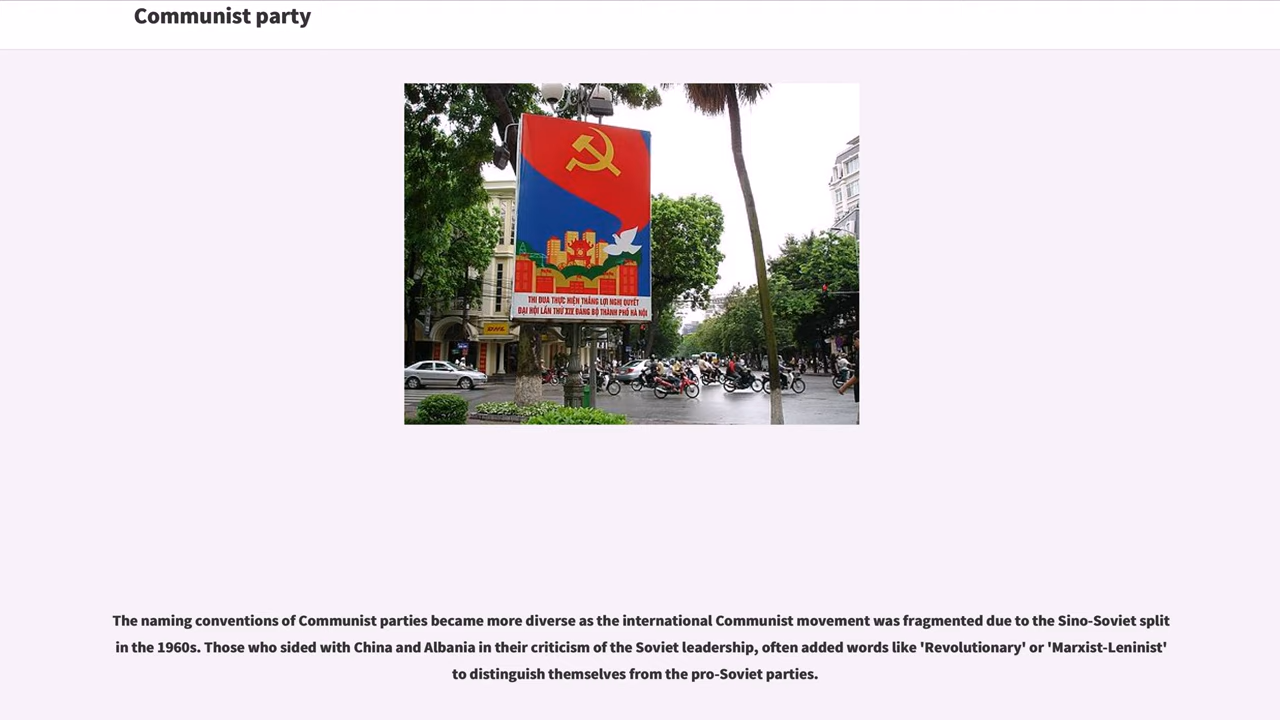 Communist party
THI ĐUA THỰC HIỆN THẮNG LỢI NGHỊ QUYẾT
ĐẠI HỘI LẦN THỨ XIV ĐẢNG BỘ THÀNH PHỐ HÀ NỘI
The naming conventions of Communist parties became more diverse as the international Communist movement was fragmented due to the Sino-Soviet split
in the 1960s. Those who sided with China and Albania in their criticism of the Soviet leadership, often added words like 'Revolutionary' or 'Marxist-Leninist'
to distinguish themselves from the pro-Soviet parties.